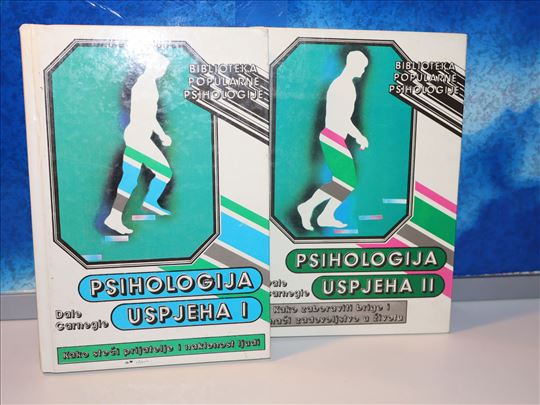 BIBLIOTEKA
POPULARNE
PSIHOLOGIJE
PSIHOLOGIJA
Dale
Carnegie
USPJEHA I
Kako steći prijatelje i naklonost ljudi
BIBLIOTEKA
POPULARNE
PSIHOLOGIJE
PSIHOLOGIJA
Dale
Carnegie
USPJEHA II
Kako zaboraviti brige i
naći zadovoljstvo u životu